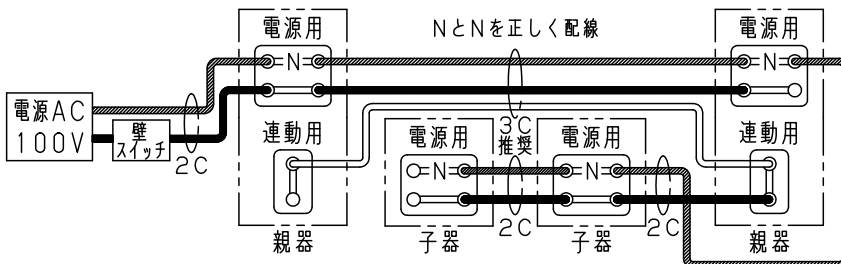 電源用
NとNを正しく配線
電源用
N
N
電源AC
100V
壁
スイッチ
2C
連動用
電源用
3C
推奨
電源用
連動用
N
N
2C
2C
親器
子器
子器
親器